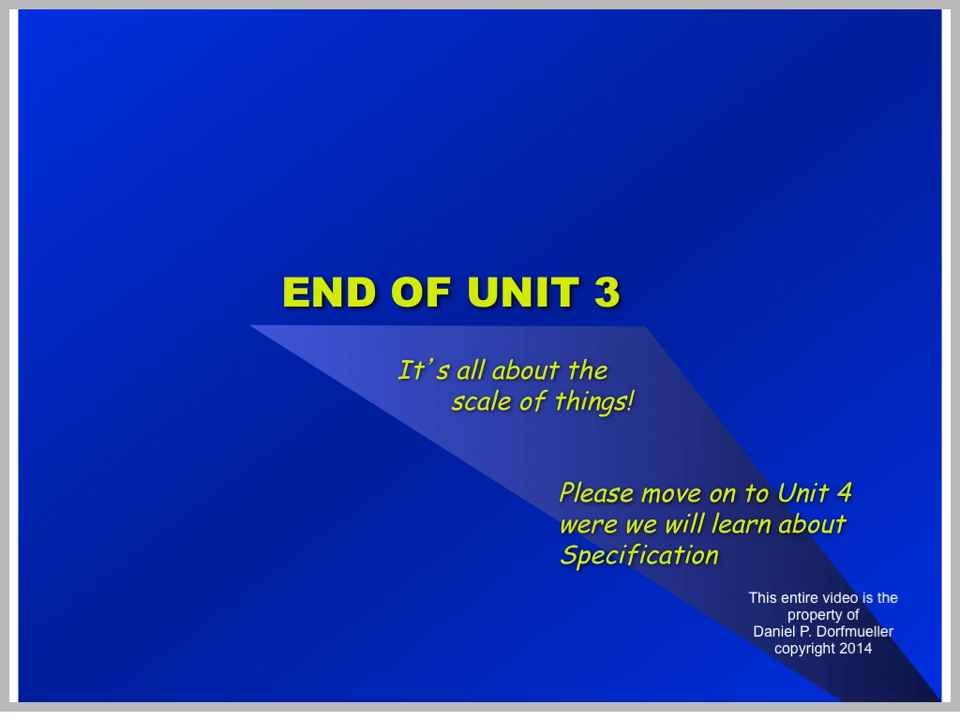 END OF UNIT 3
It’s all about the
scale of things!
Please move on to Unit 4
were we will learn about
Specification
This entire video is the
property of
Daniel P. Dorfmueller
copyright 2014